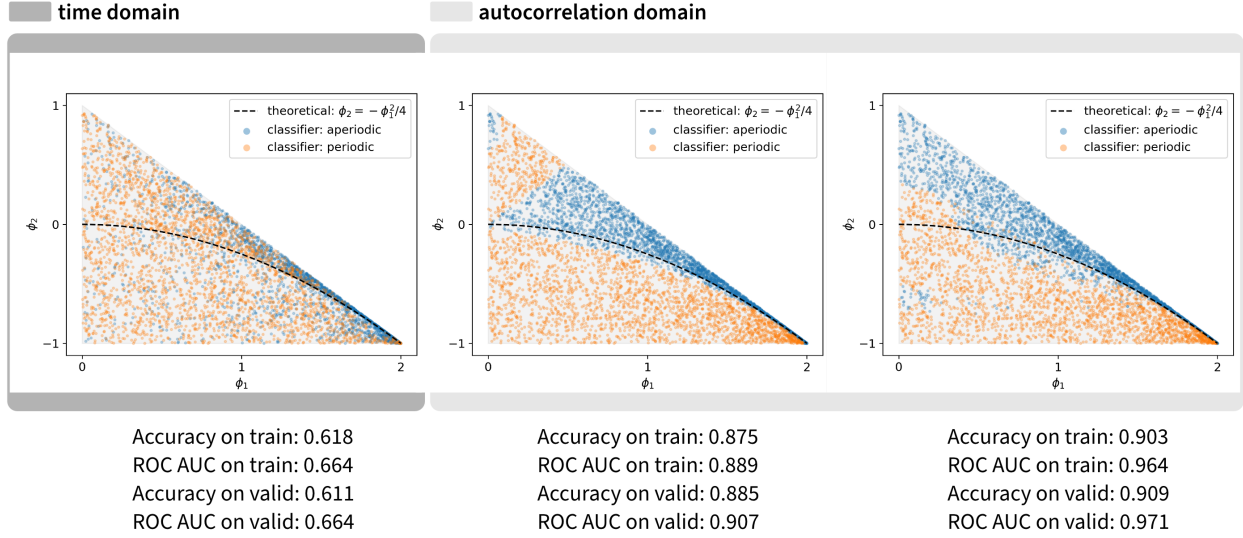 time domain
autocorrelation domain
theoretical: ϕ₂ = − ϕ₁²/4
classifier: aperiodic
classifier: periodic
1
0
−1
ϕ₂
0
1
2
ϕ₁
theoretical: ϕ₂ = − ϕ₁²/4
classifier: aperiodic
classifier: periodic
1
0
−1
ϕ₂
0
1
2
ϕ₁
theoretical: ϕ₂ = − ϕ₁²/4
classifier: aperiodic
classifier: periodic
1
0
−1
ϕ₂
0
1
2
ϕ₁
Accuracy on train: 0.618
ROC AUC on train: 0.664
Accuracy on valid: 0.611
ROC AUC on valid: 0.664
Accuracy on train: 0.875
ROC AUC on train: 0.889
Accuracy on valid: 0.885
ROC AUC on valid: 0.907
Accuracy on train: 0.903
ROC AUC on train: 0.964
Accuracy on valid: 0.909
ROC AUC on valid: 0.971